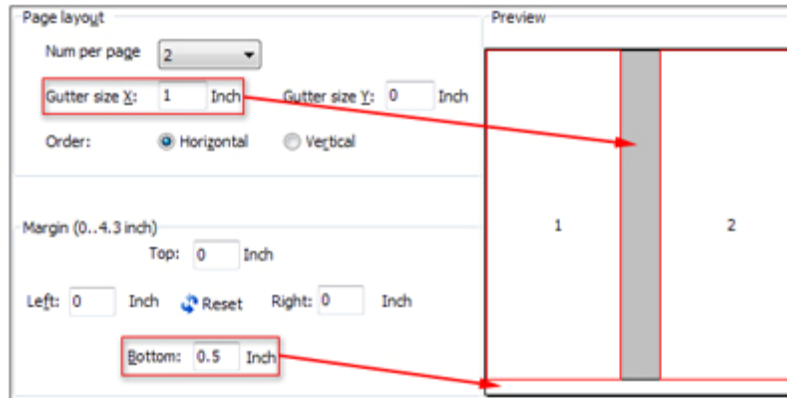 Page layout
Preview
Num per page 2
Gutter size X: 1 Inch Gutter size Y: 0 Inch
Order: Horizontal Vertical
1 2
Margin (0..4.3 inch)
Top: 0 Inch
Left: 0 Inch Reset Right: 0 Inch
Bottom: 0.5 Inch